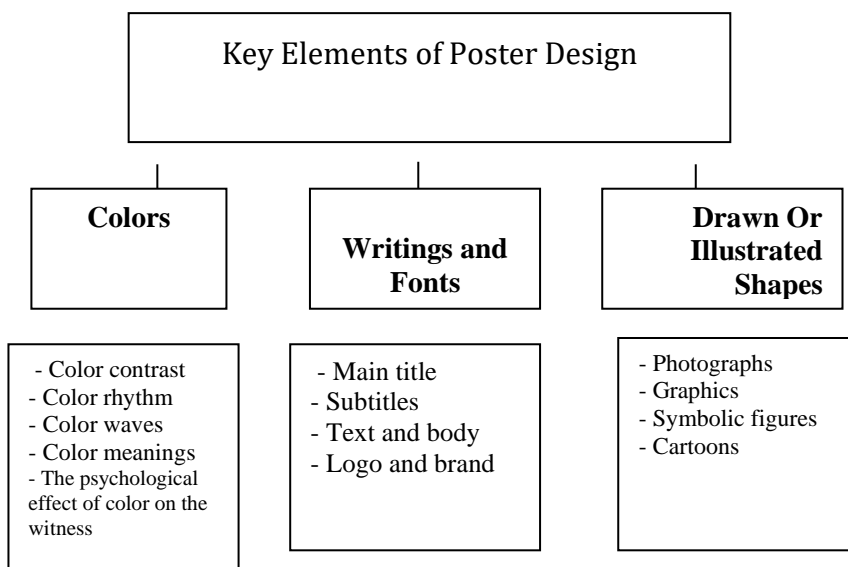 Key Elements of Poster Design
Colors
Writings and
Fonts
Drawn Or
Illustrated
Shapes
- Color contrast
- Color rhythm
- Color waves
- Color meanings
- The psychological
effect of color on the
witness
- Main title
- Subtitles
- Text and body
- Logo and brand
- Photographs
- Graphics
- Symbolic figures
- Cartoons